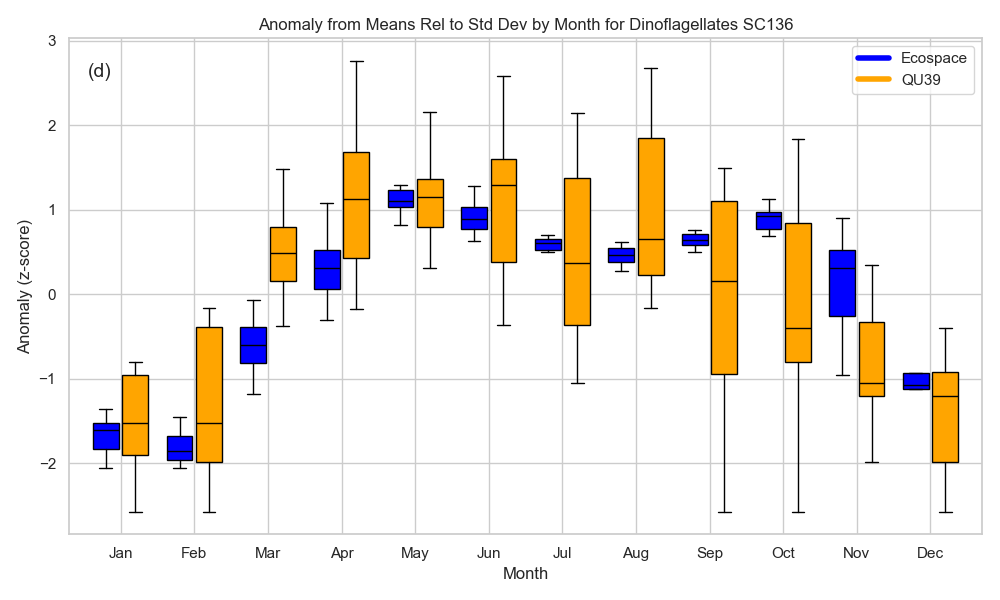 Anomaly from Means Rel to Std Dev by Month for Dinoflagellates SC136
(d)
Ecospace
QU39
Anomaly (z-score)
3
2
1
0
−1
−2
Jan Feb Mar Apr May Jun Jul Aug Sep Oct Nov Dec
Month